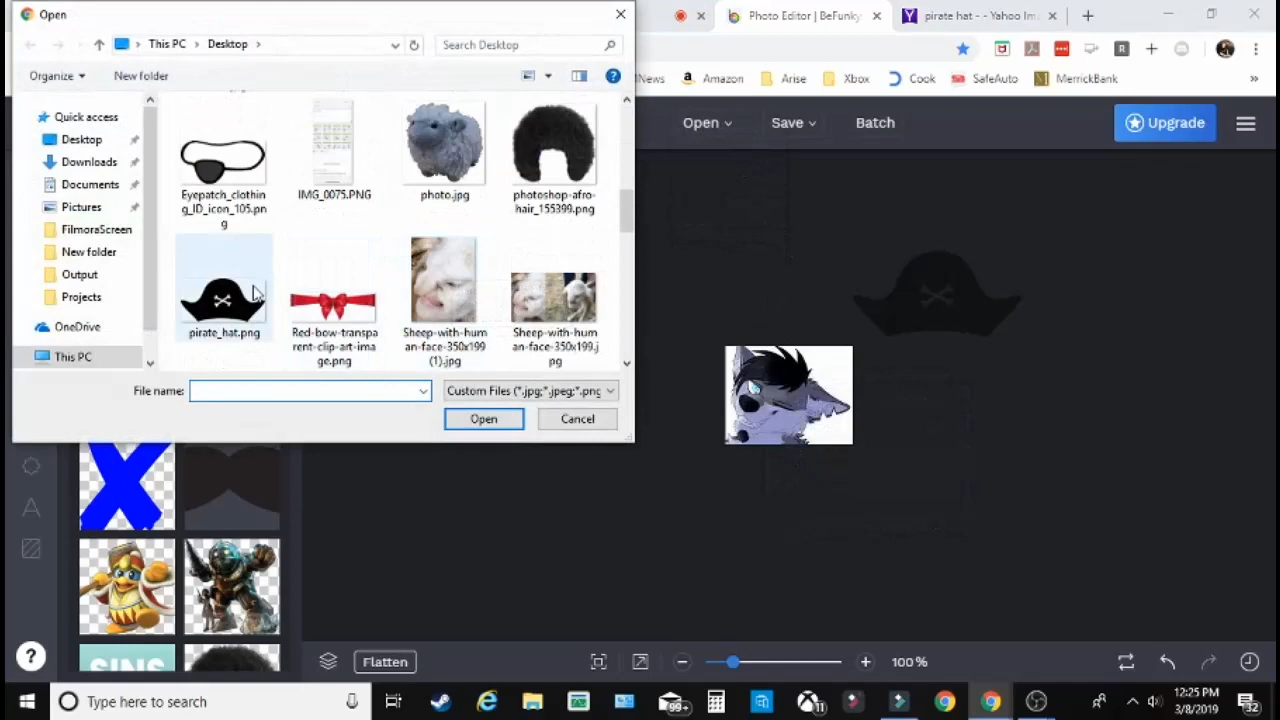 Open
Photo Editor | BeFunky
pirate hat - - Yahoo Im
This PC
Desktop
Search Desktop
Organize
New folder
News
Amazon
Arise
Xbox
Cook
SafeAuto
MerrickBank
Quick access
Desktop
Downloads
Documents
Pictures
FilmoraScreen
New folder
Output
Projects
OneDrive
This PC
Eyepatch_clothin
g_ID_icon_105.pn
g
IMG_0075.PNG
photo.jpg
photoshop-afro-
hair_155399.png
pirate_hat.png
Red-bow-transpa
rent-clip-art-ima
ge.png
Sheep-with-hum
an-face-350x199
(1).jpg
Sheep-with-hum
an-face-350x199.j
pg
File name:
Custom Files (*.jpg;*.jpeg;*.png
Open
Cancel
Open
Save
Batch
Upgrade
SINS
Flatten
100 %
Type here to search
99+
11
12:25 PM
3/8/2019
32